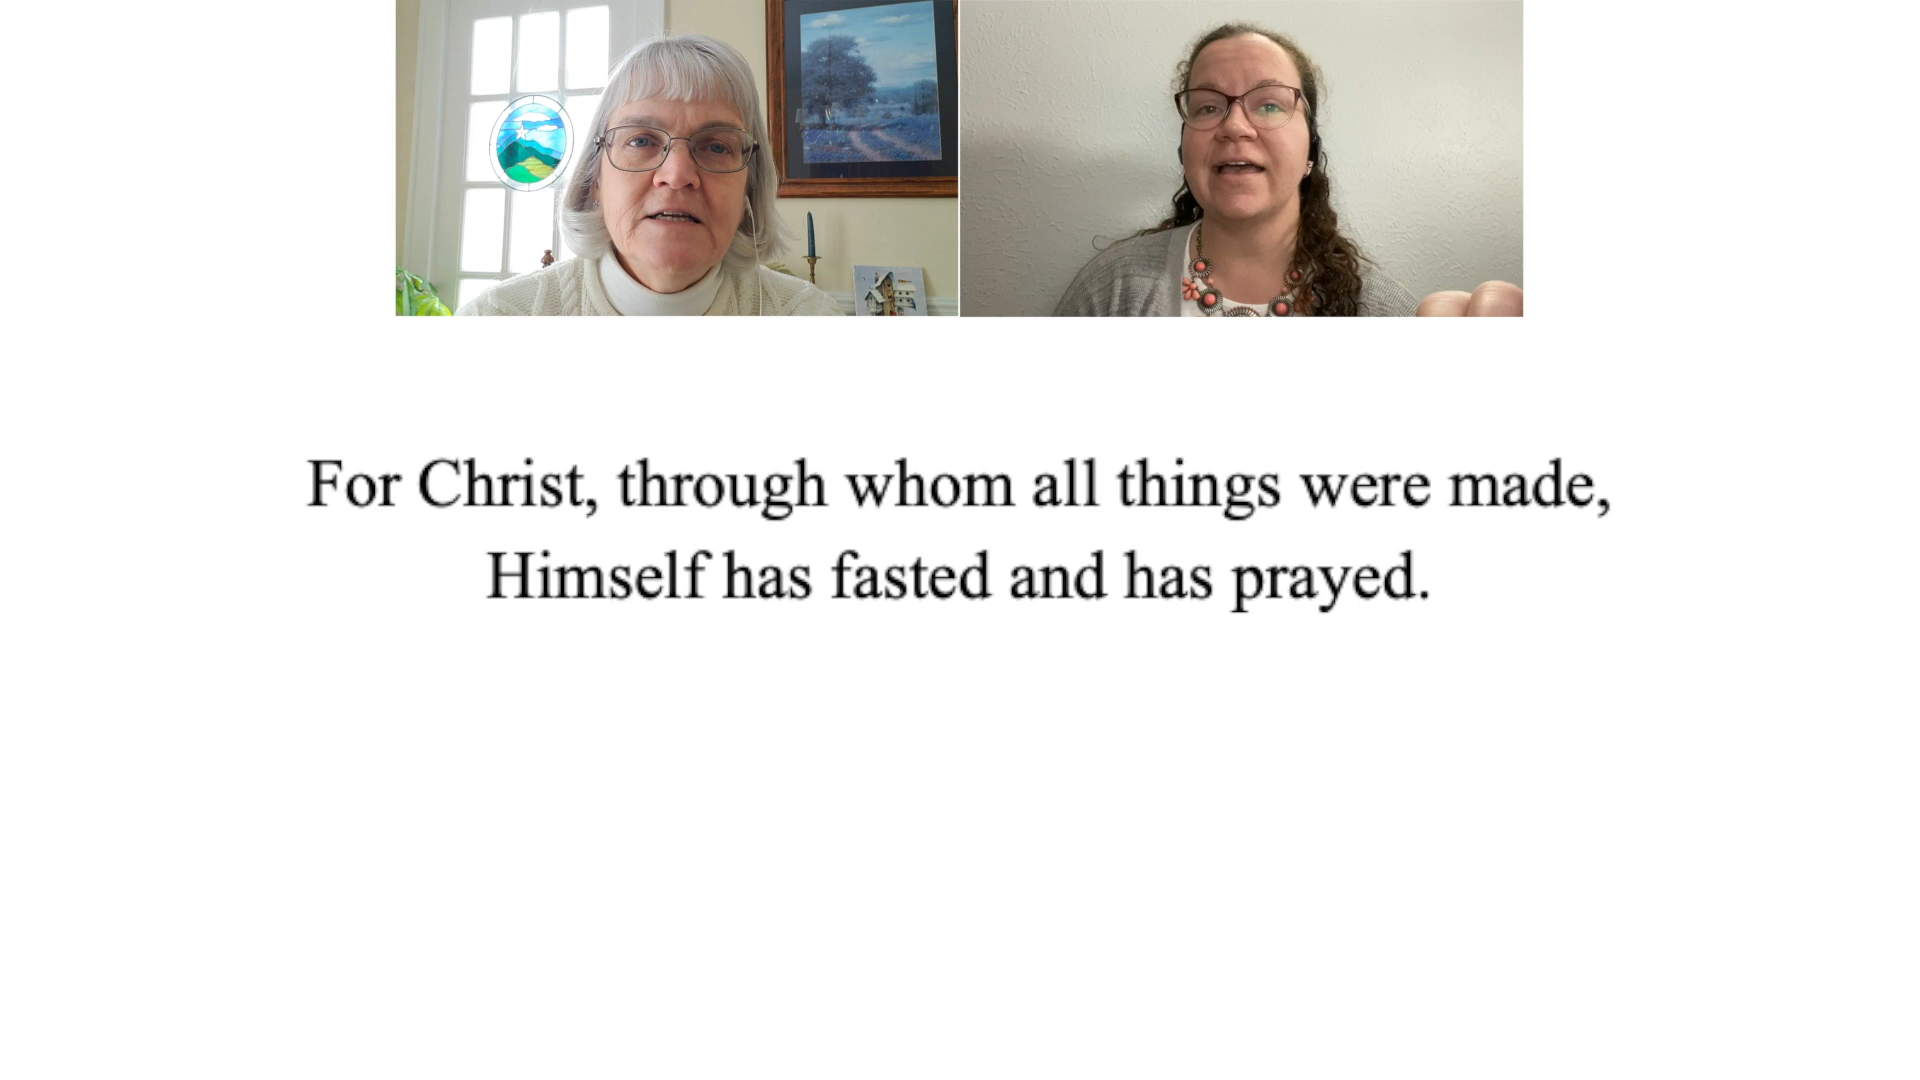 For Christ, through whom all things were made,
Himself has fasted and has prayed.